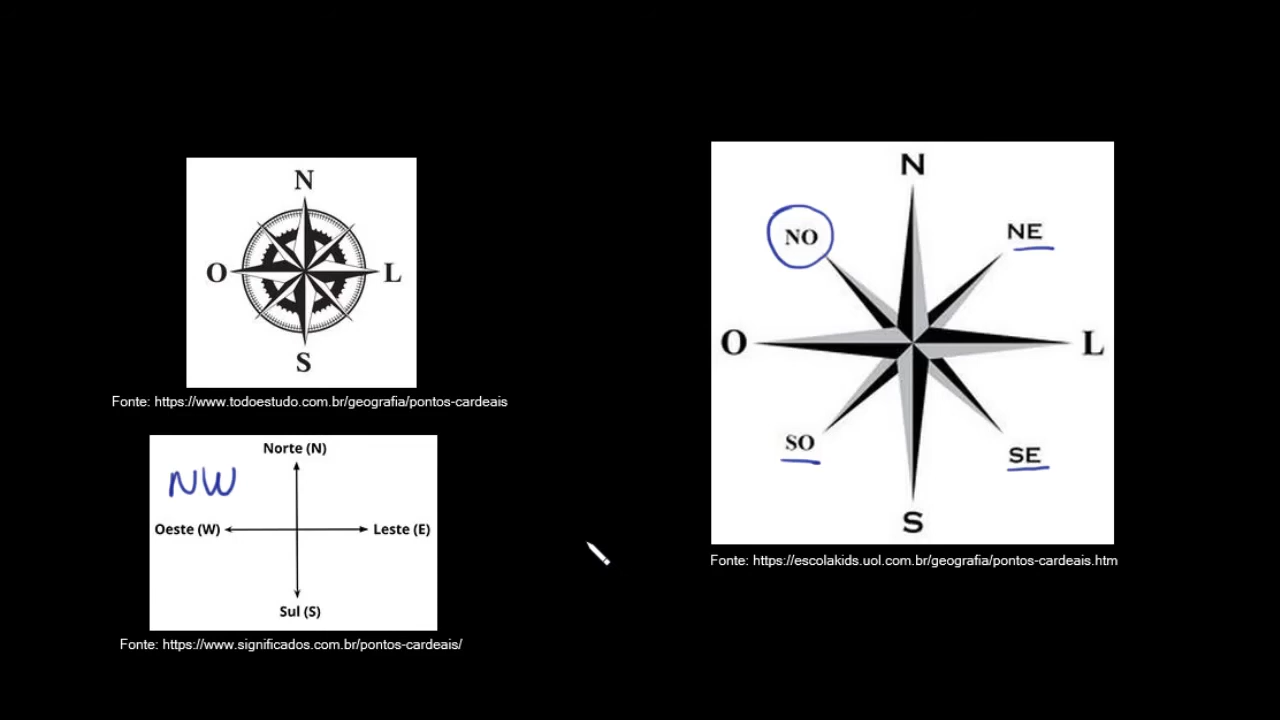 N
O L
S
Fonte: https://www.todoestudo.com.br/geografia/pontos-cardeais
Norte (N)
NW
Oeste (W) Leste (E)
Sul (S)
Fonte: https://www.significados.com.br/pontos-cardeais/
N
NO NE
O L
SO SE
S
Fonte: https://escolakids.uol.com.br/geografia/pontos-cardeais.htm